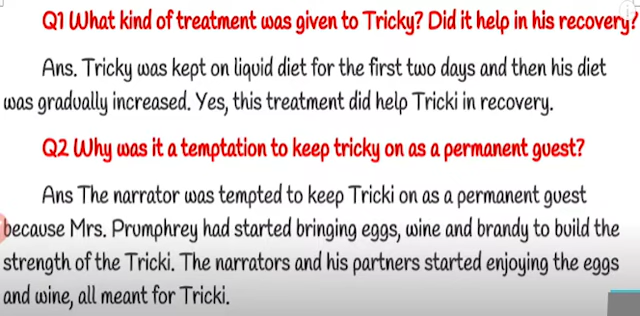 Q1 What kind of treatment was given to Tricky? Did it help in his recovery?
Ans. Tricky was kept on liquid diet for the first two days and then his diet
was gradually increased. Yes, this treatment did help Tricki in recovery.
Q2 Why was it a temptation to keep tricky on as a permanent guest?
Ans The narrator was tempted to keep Tricki on as a permanent guest
because Mrs. Prumphrey had started bringing eggs, wine and brandy to build the
strength of the Tricki. The narrators and his partners started enjoying the eggs
and wine, all meant for Tricki.